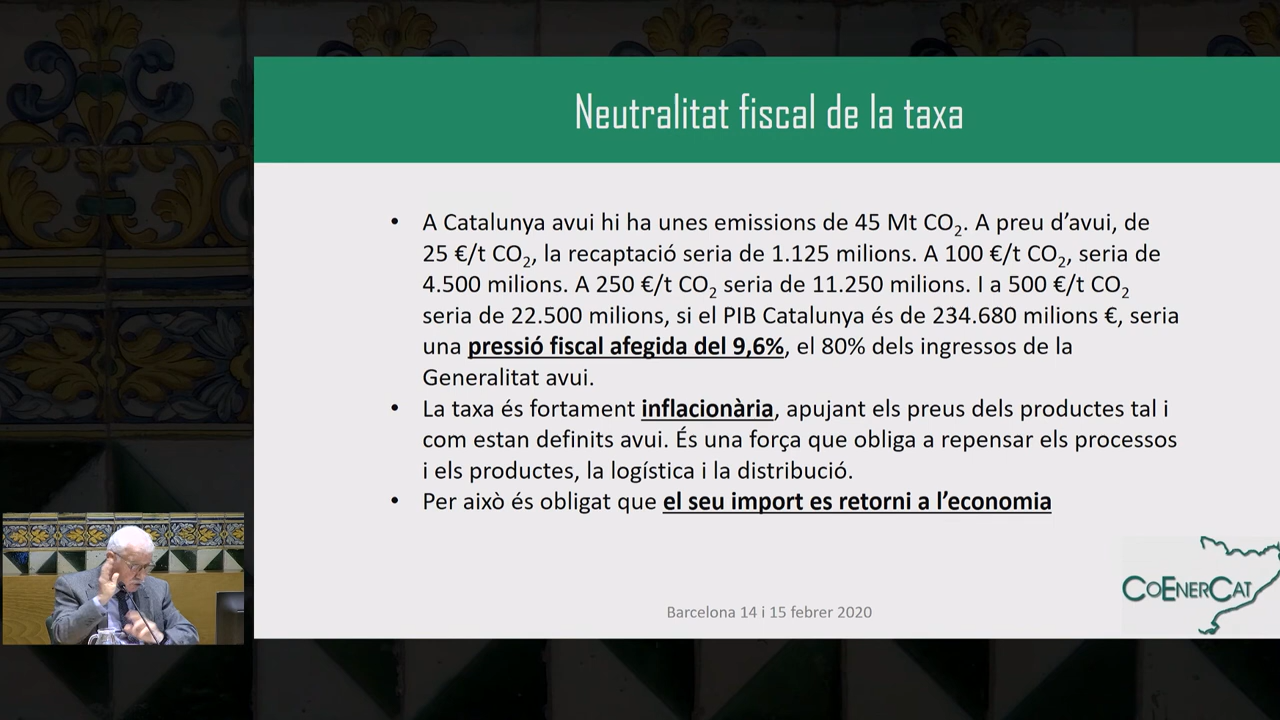 Neutralitat fiscal de la taxa
• A Catalunya avui hi ha unes emissions de 45 Mt CO₂. A preu d’avui, de
25 €/t CO₂, la recaptació seria de 1.125 milions. A 100 €/t CO₂, seria de
4.500 milions. A 250 €/t CO₂ seria de 11.250 milions. I a 500 €/t CO₂
seria de 22.500 milions, si el PIB Catalunya és de 234.680 milions €, seria
una pressió fiscal afegida del 9,6%, el 80% dels ingressos de la
Generalitat avui.
• La taxa és fortament inflacionària, apujant els preus dels productes tal i
com estan definits avui. És una força que obliga a repensar els processos
i els productes, la logística i la distribució.
• Per això és obligat que el seu import es retorni a l’economia
COENERCAT
Barcelona 14 i 15 febrer 2020